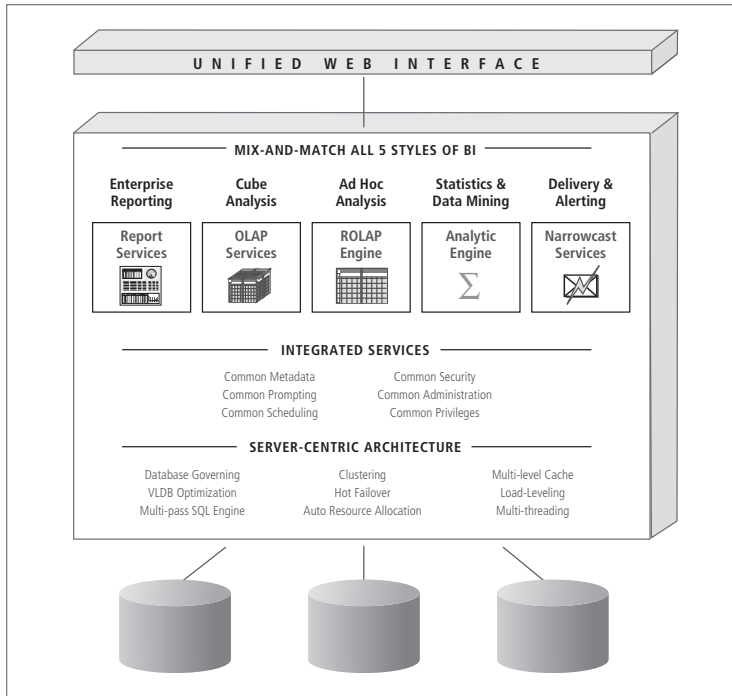 UNIFIED WEB INTERFACE
MIX-AND-MATCH ALL 5 STYLES OF BI
Enterprise
Reporting
Cube
Analysis
Ad Hoc
Analysis
Statistics &
Data Mining
Delivery &
Alerting
Report
Services
OLAP
Services
ROLAP
Engine
Analytic
Engine
Σ
Narrowcast
Services
INTEGRATED SERVICES
Common Metadata
Common Prompting
Common Scheduling
Common Security
Common Administration
Common Privileges
SERVER-CENTRIC ARCHITECTURE
Database Governing
VLDB Optimization
Multi-pass SQL Engine
Clustering
Hot Failover
Auto Resource Allocation
Multi-level Cache
Load-Leveling
Multi-threading